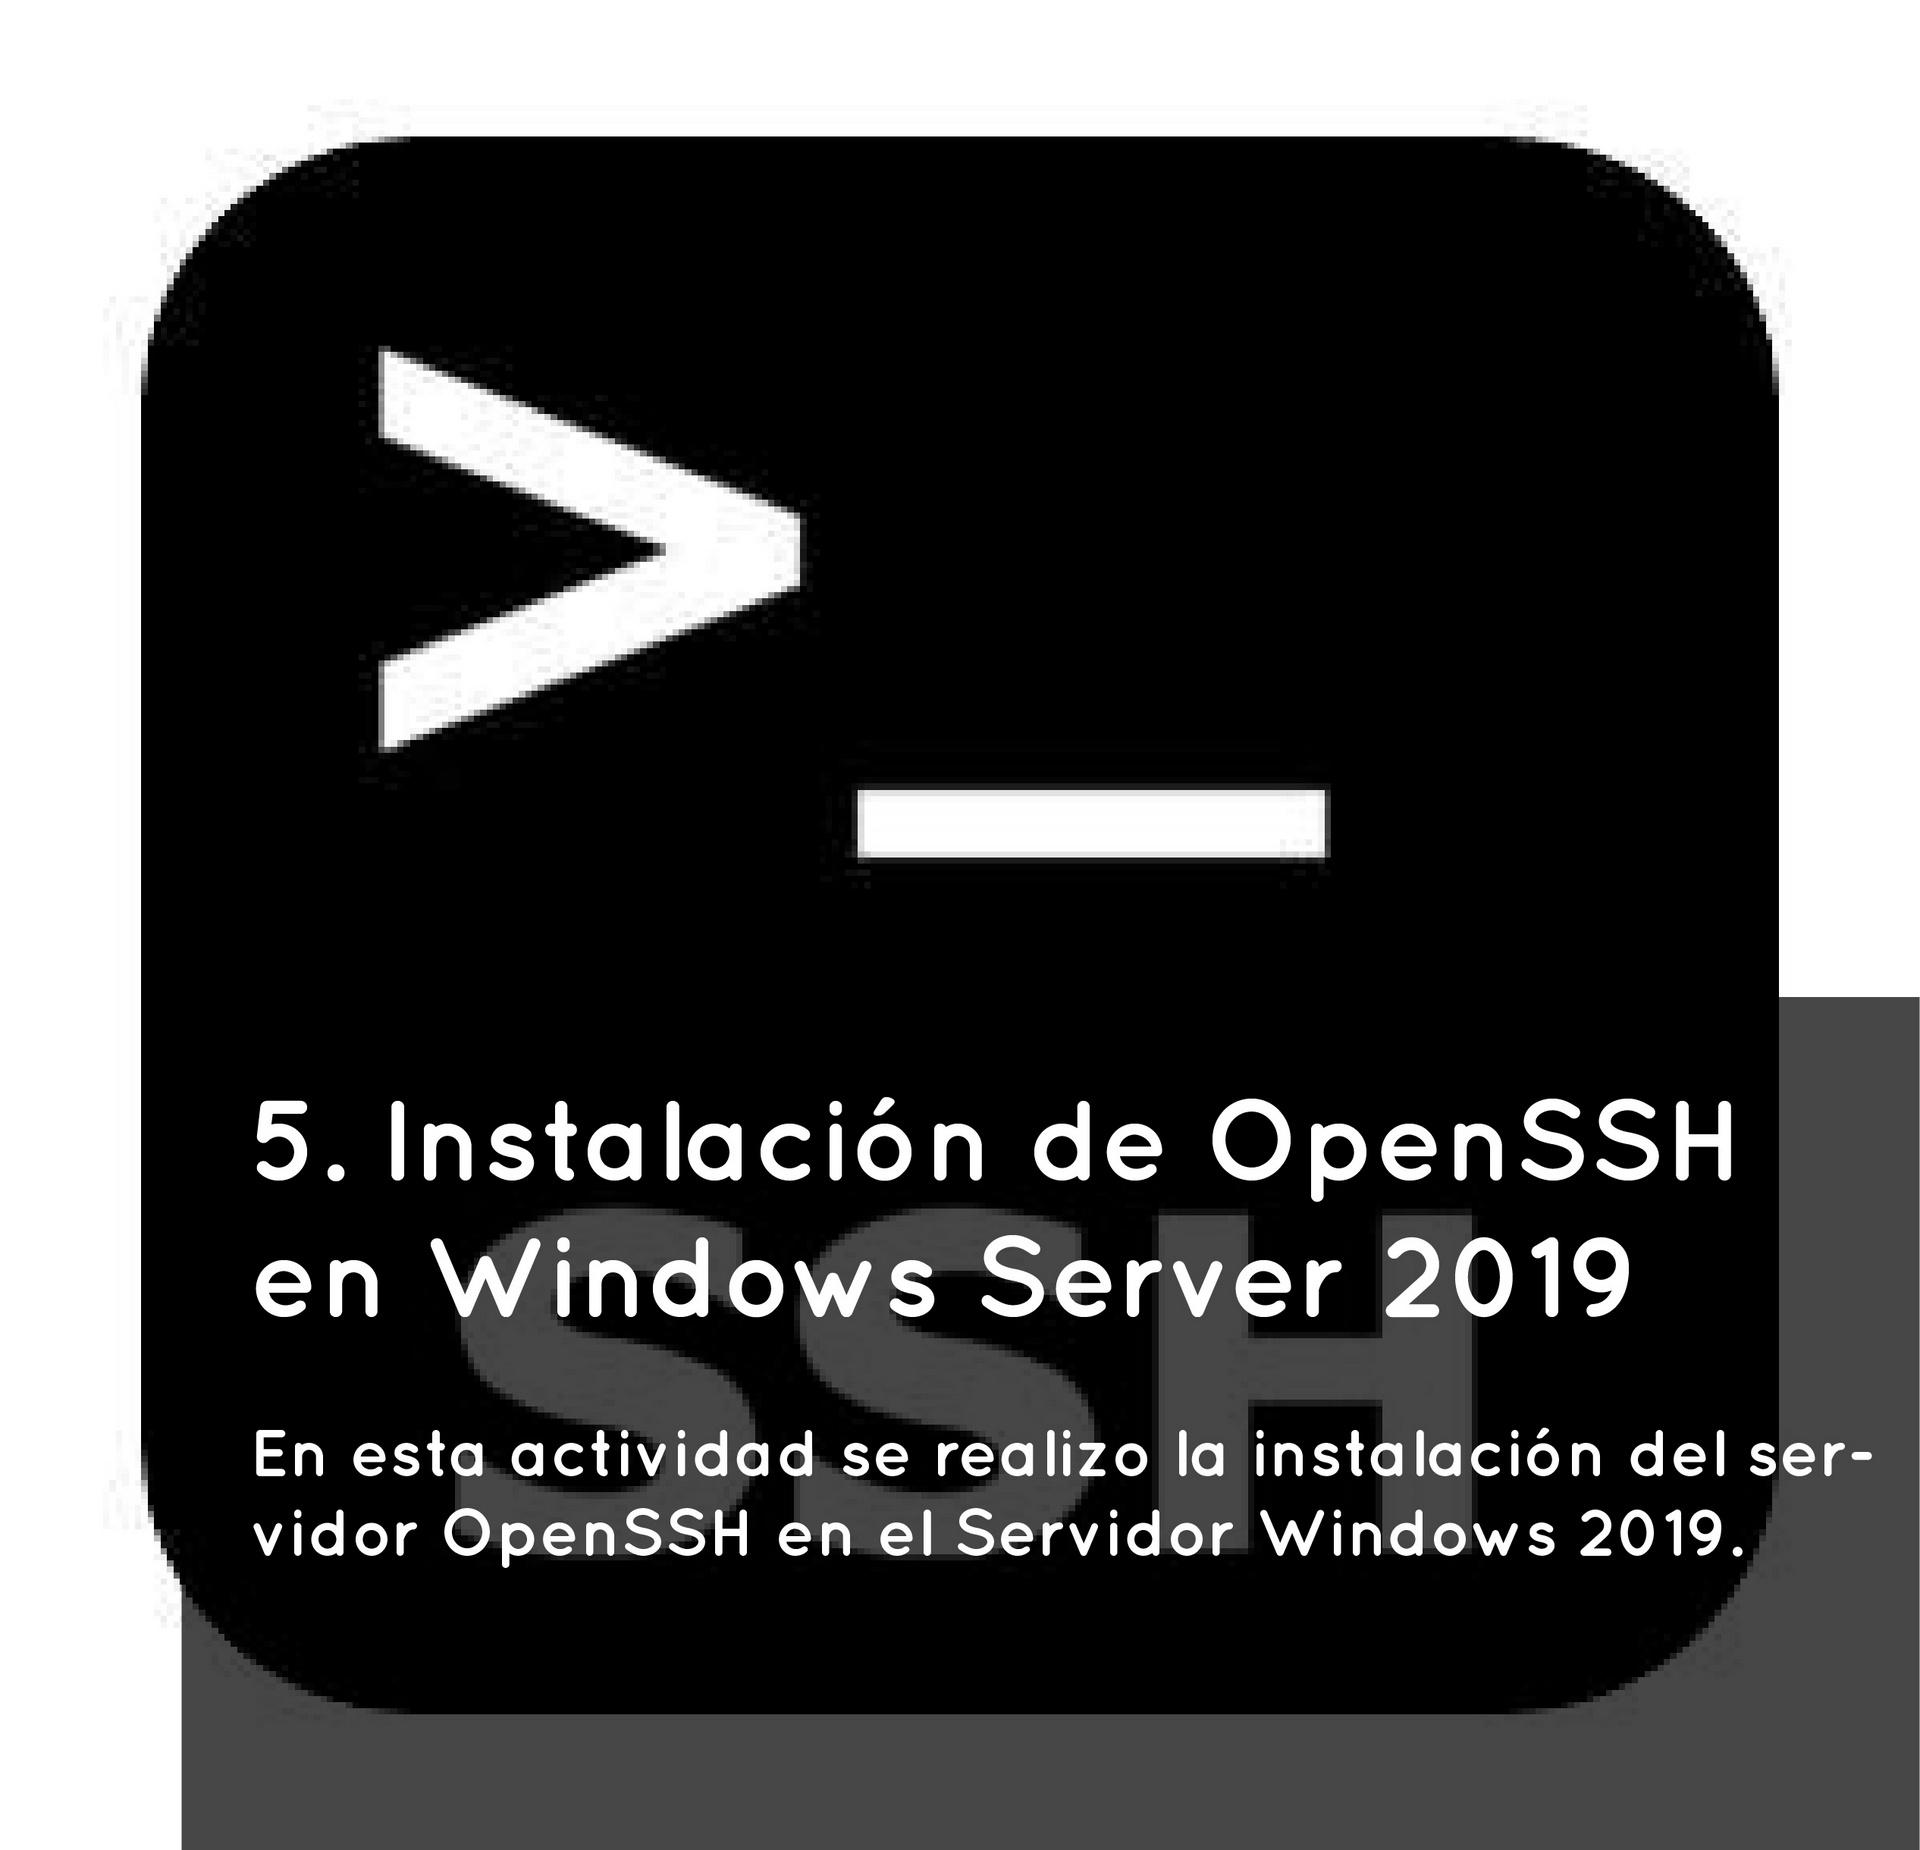 >_
5. Instalación de OpenSSH
en Windows Server 2019
SSH
En esta actividad se realizo la instalación del ser-
vidor OpenSSH en el Servidor Windows 2019.